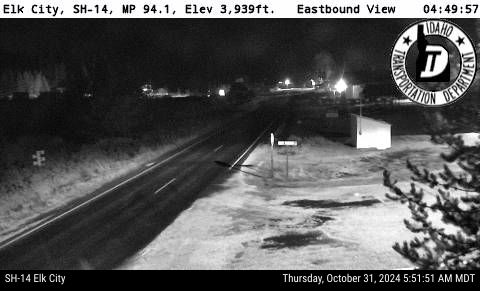 Elk City, SH-14, MP 94.1, Elev 3,939ft.   Eastbound View   04:49:57
IDAHO
TRANSPORTATION DEPARTMENT
SH-14 Elk City   Thursday, October 31, 2024 5:51:51 AM MDT